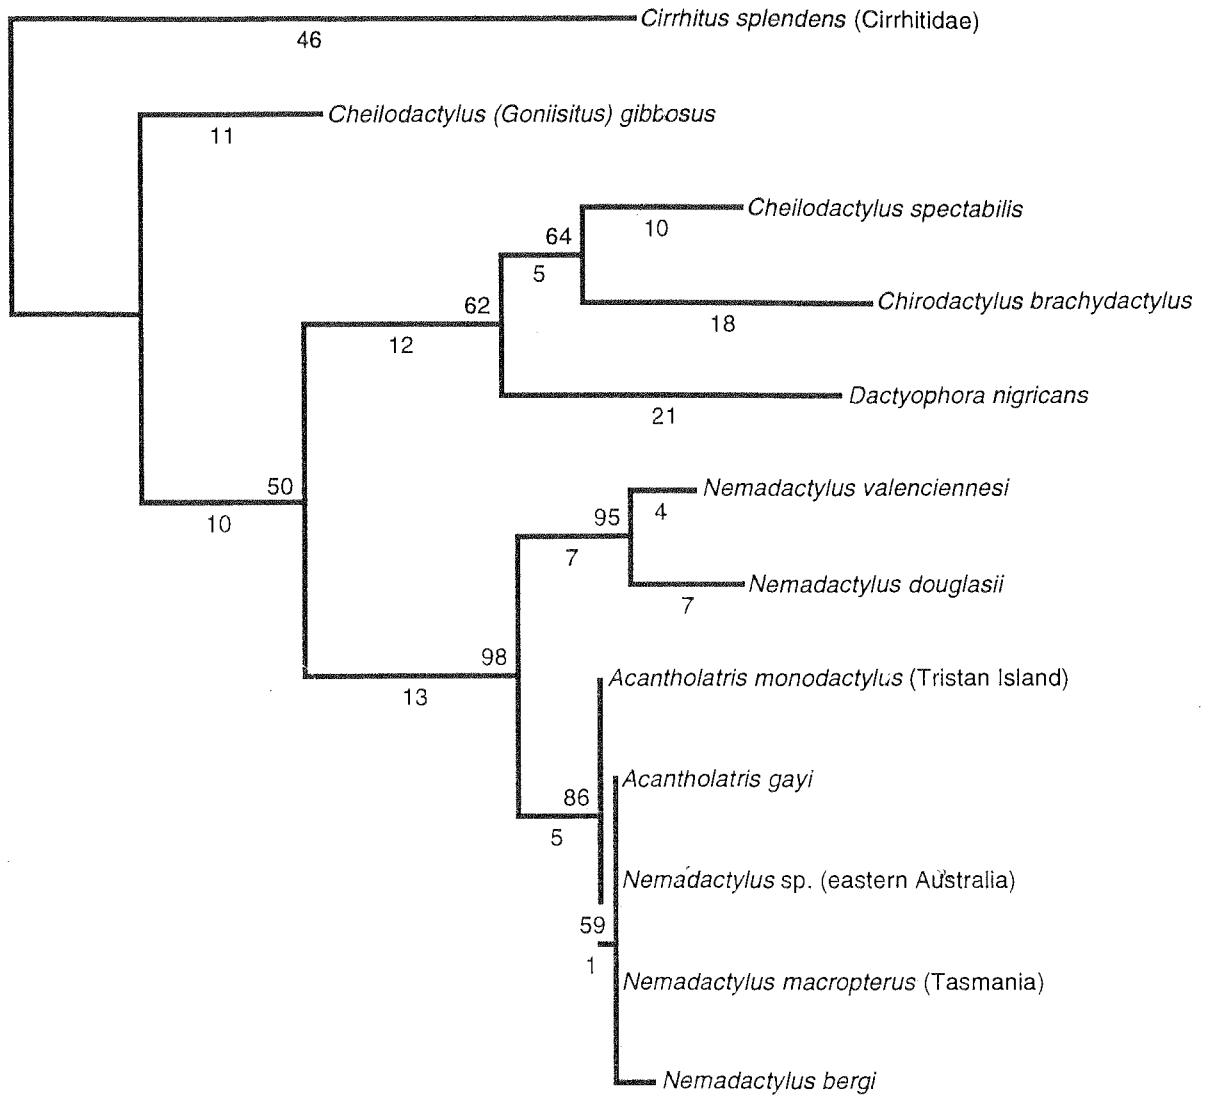 Cirrhitus splendens (Cirrhitidae)
46
Cheilodactylus (Goniisitus) gibbosus
11
Cheilodactylus spectabilis
64
10
5
Chirodactylus brachydactylus
62
18
12
Dactyophora nigricans
21
50
Nemadactylus valenciennesi
95
4
10
7
Nemadactylus douglasii
7
98
Acantholatris monodactylus (Tristan Island)
13
Acantholatris gayi
86
5
Nemadactylus sp. (eastern Australia)
59
1
Nemadactylus macropterus (Tasmania)
Nemadactylus bergi